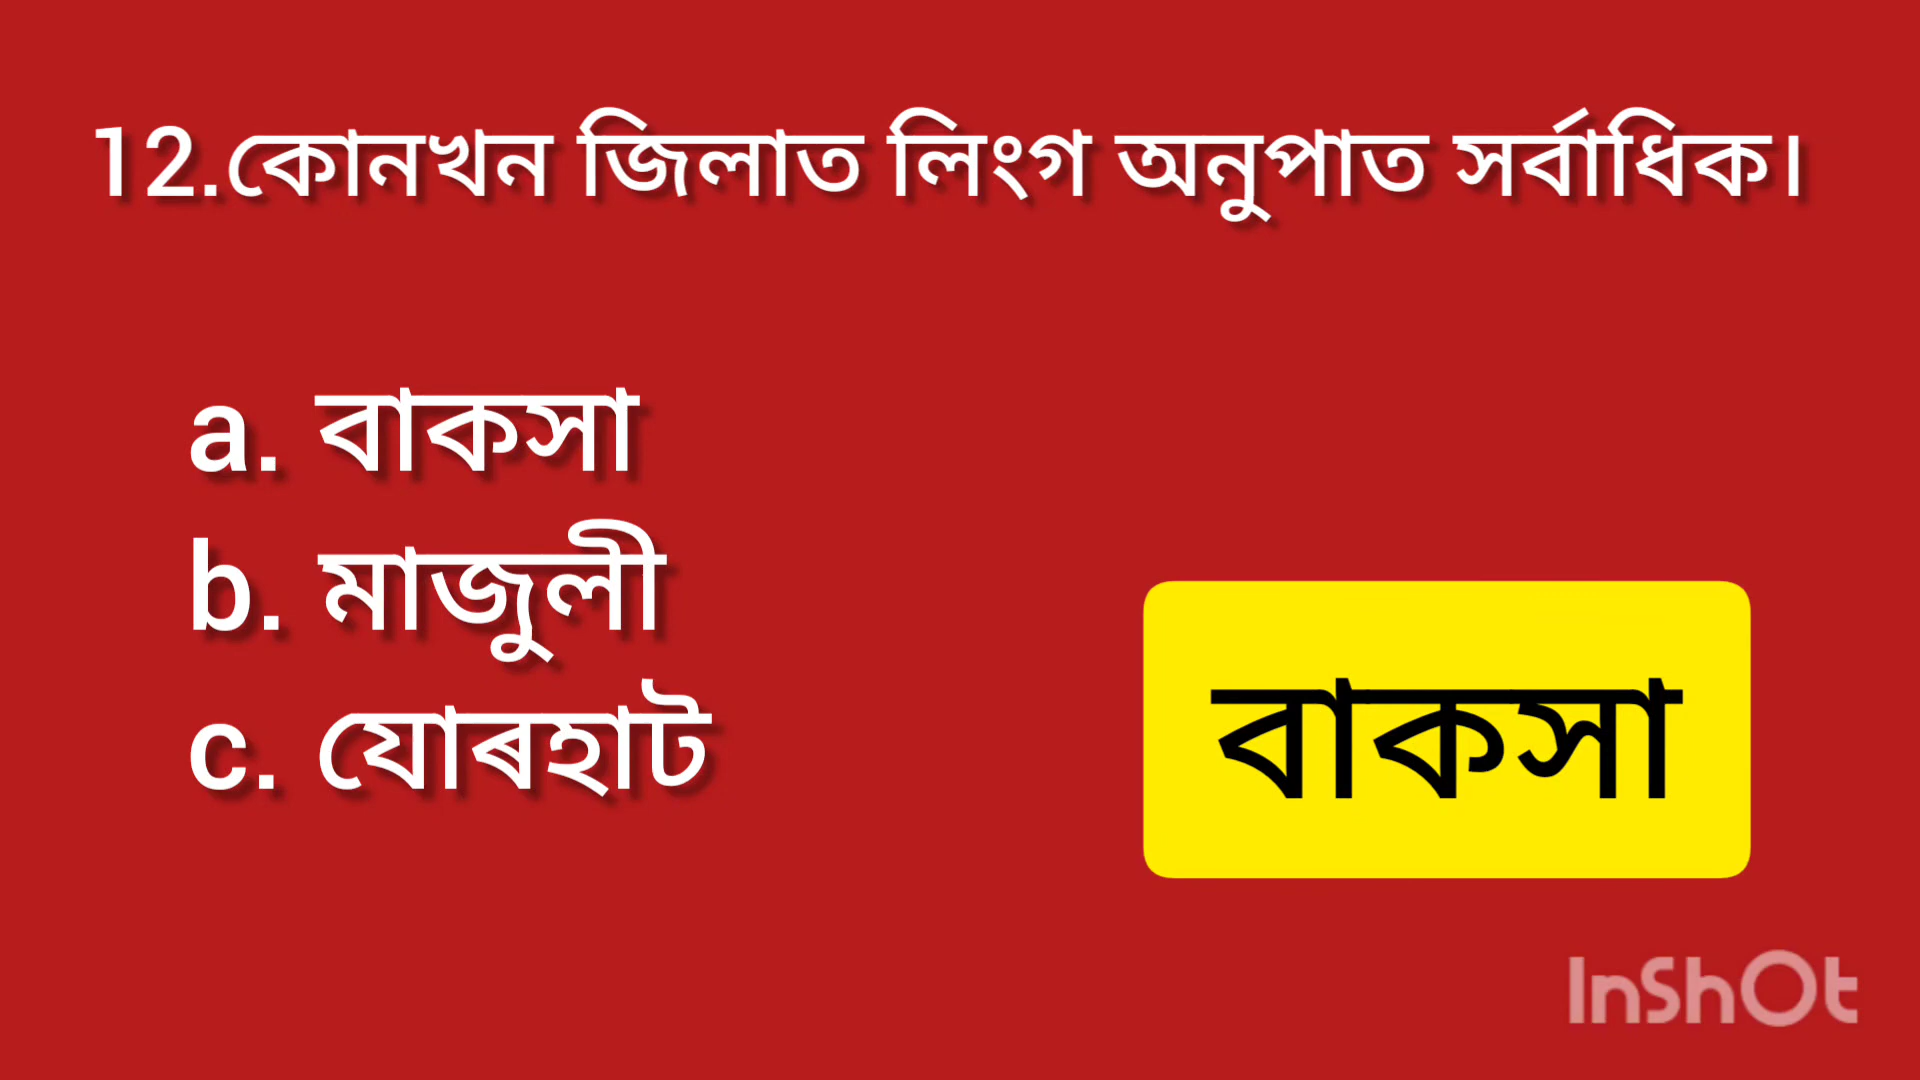 12.কোনখন জিলাত লিংগ অনুপাত সৰ্বাধিক।
a. বাকসা
b. মাজুলী
c. যোৰহাট
বাকসা
InShOt